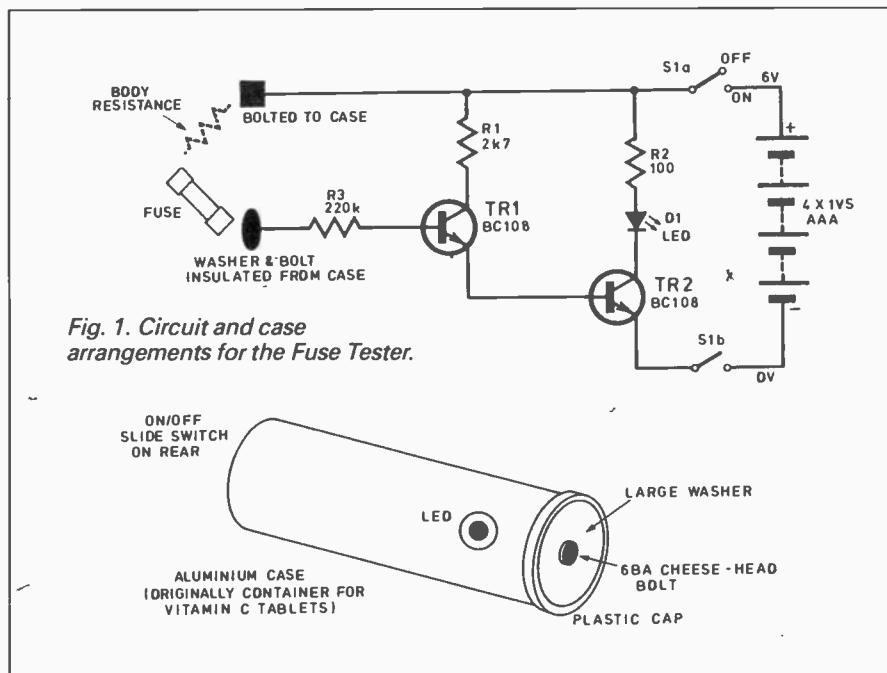 BODY
RESISTANCE
BOLTED TO CASE
FUSE
WASHER & BOLT
INSULATED FROM CASE
R3
220k
R1
2k7
TR1
BC108
R2
100
D1
LED
TR2
BC108
S1a
OFF
ON
6V
+
4 X 1V5
AAA
-
S1b
0V
Fig. 1. Circuit and case
arrangements for the Fuse Tester.
ON/OFF
SLIDE SWITCH
ON REAR
LED
LARGE WASHER
6BA CHEESE-HEAD
BOLT
PLASTIC CAP
ALUMINIUM CASE
(ORIGINALLY CONTAINER FOR
VITAMIN C TABLETS)